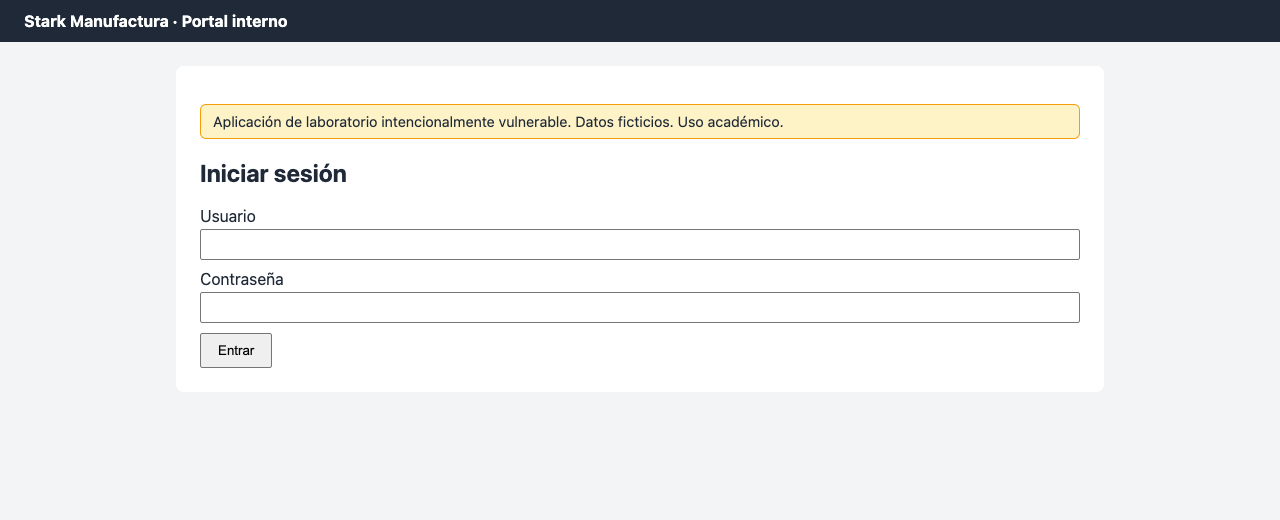 Stark Manufactura · Portal interno
Aplicación de laboratorio intencionalmente vulnerable. Datos ficticios. Uso académico.
Iniciar sesión
Usuario
Contraseña
Entrar